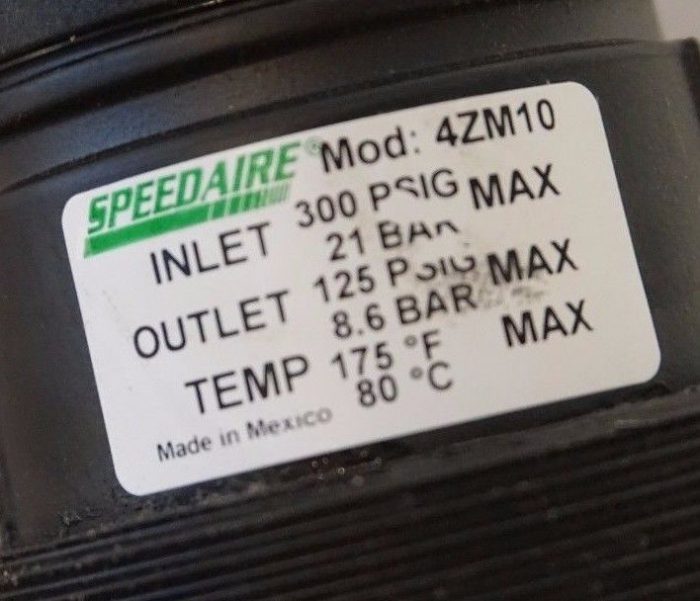 SPEEDAIRE® Mod: 4ZM10
INLET 300 PSIG MAX
21 BAR
OUTLET 125 PSIG MAX
8.6 BAR
TEMP 175 °F MAX
80 °C
Made in Mexico